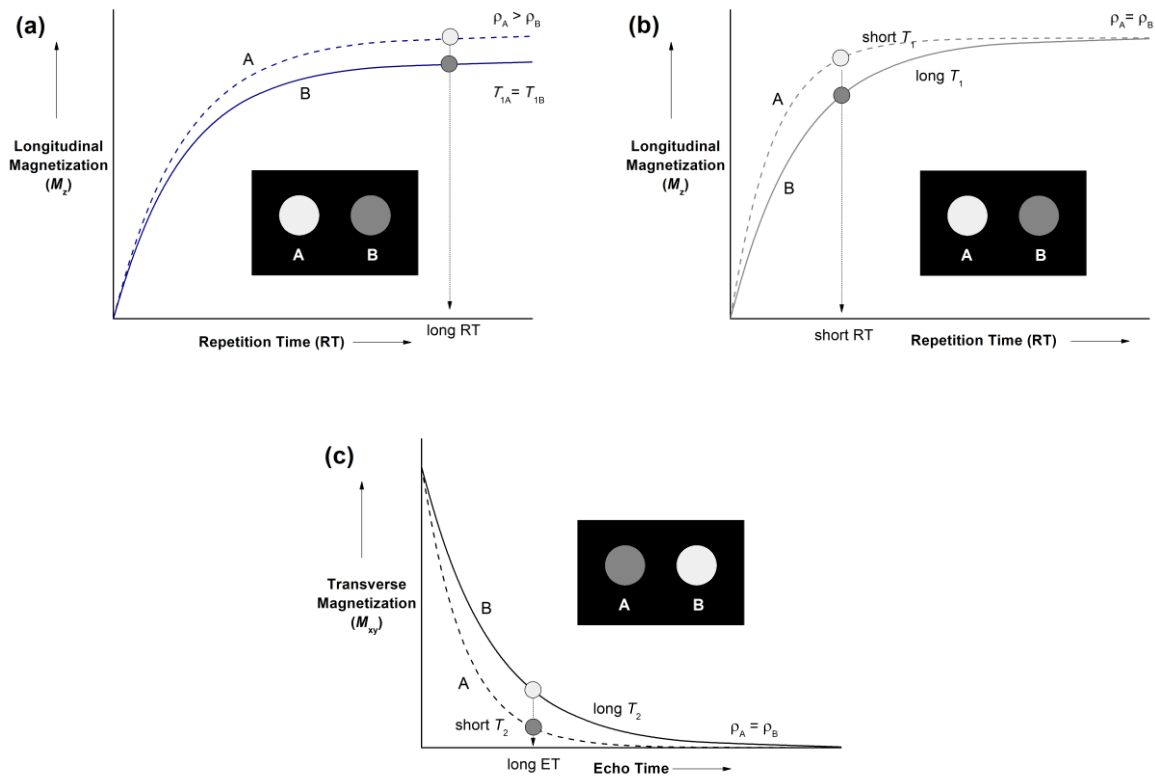 (a)
ρA > ρB
A
B
T1A = T1B
Longitudinal
Magnetization
(Mz)
A B
long RT
Repetition Time (RT)
(b)
ρA = ρB
short T1
long T1
A
B
Longitudinal
Magnetization
(Mz)
A B
short RT
Repetition Time (RT)
(c)
Transverse
Magnetization
(Mxy)
A B
B
A
short T2
long T2
ρA = ρB
long ET
Echo Time